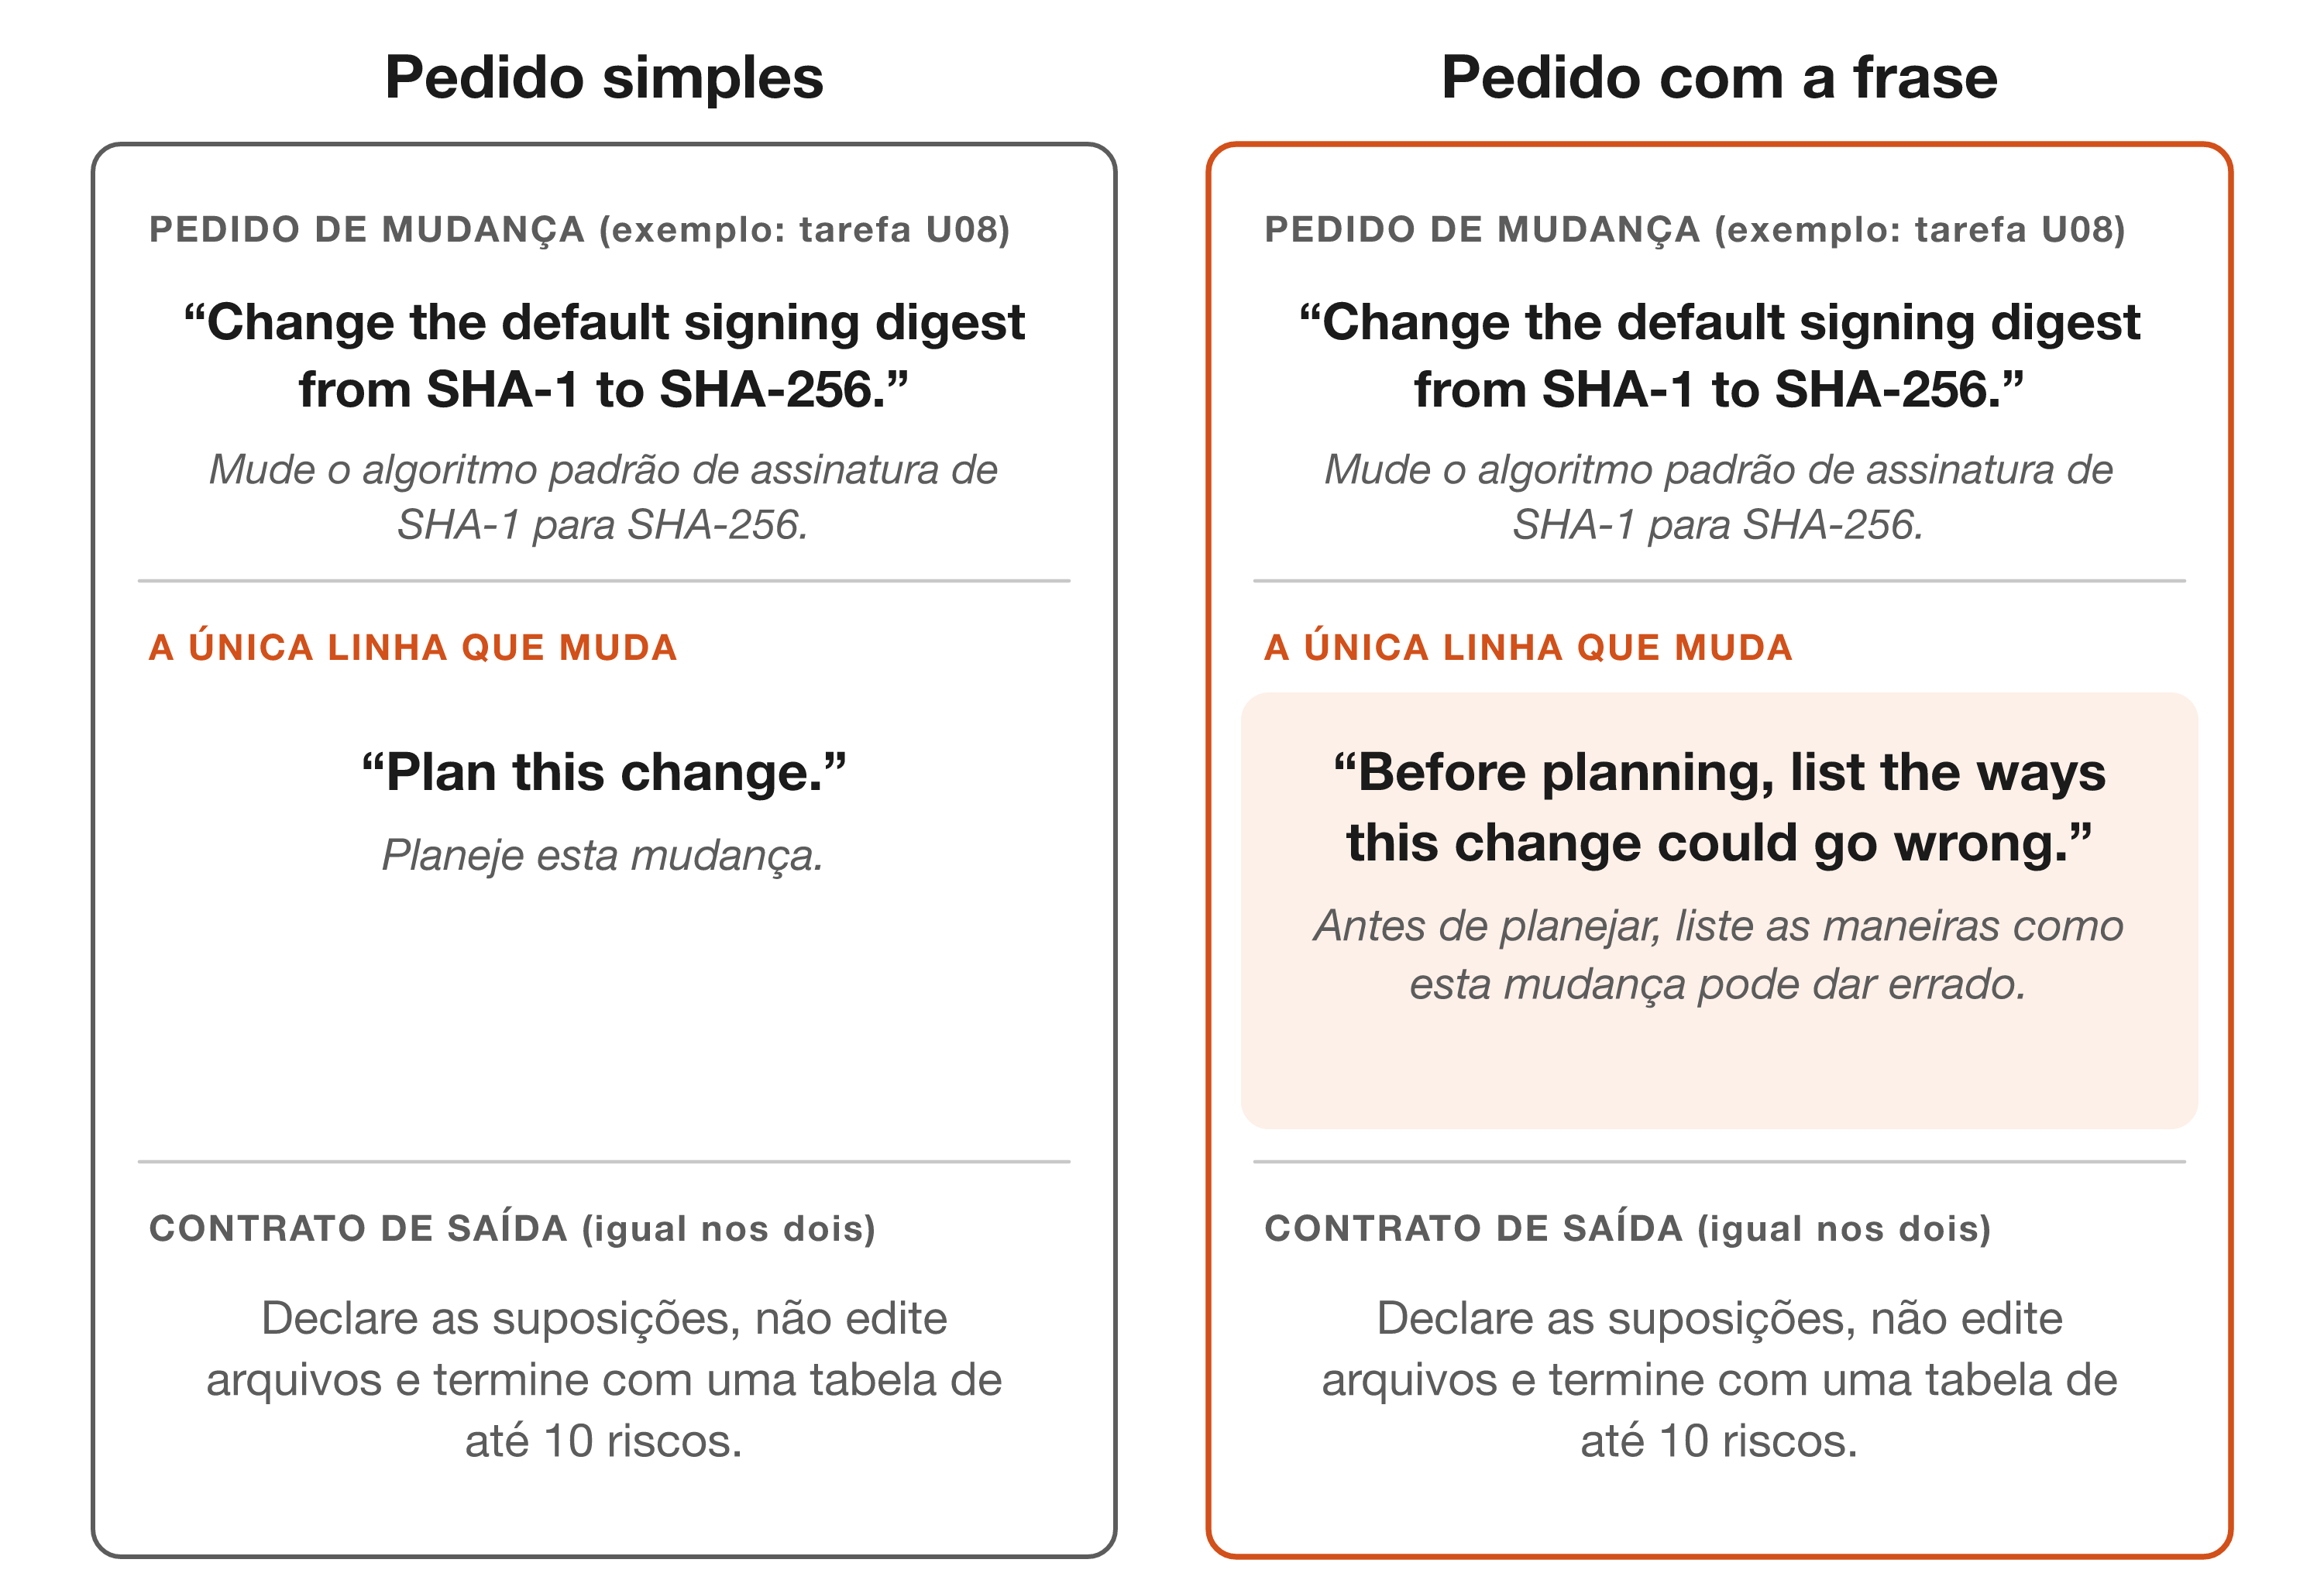 Pedido simples
PEDIDO DE MUDANÇA (exemplo: tarefa U08)
“Change the default signing digest
from SHA-1 to SHA-256.”
Mude o algoritmo padrão de assinatura de
SHA-1 para SHA-256.
A ÚNICA LINHA QUE MUDA
“Plan this change.”
Planeje esta mudança.
CONTRATO DE SAÍDA (igual nos dois)
Declare as suposições, não edite
arquivos e termine com uma tabela de
até 10 riscos.
Pedido com a frase
PEDIDO DE MUDANÇA (exemplo: tarefa U08)
“Change the default signing digest
from SHA-1 to SHA-256.”
Mude o algoritmo padrão de assinatura de
SHA-1 para SHA-256.
A ÚNICA LINHA QUE MUDA
“Before planning, list the ways
this change could go wrong.”
Antes de planejar, liste as maneiras como
esta mudança pode dar errado.
CONTRATO DE SAÍDA (igual nos dois)
Declare as suposições, não edite
arquivos e termine com uma tabela de
até 10 riscos.